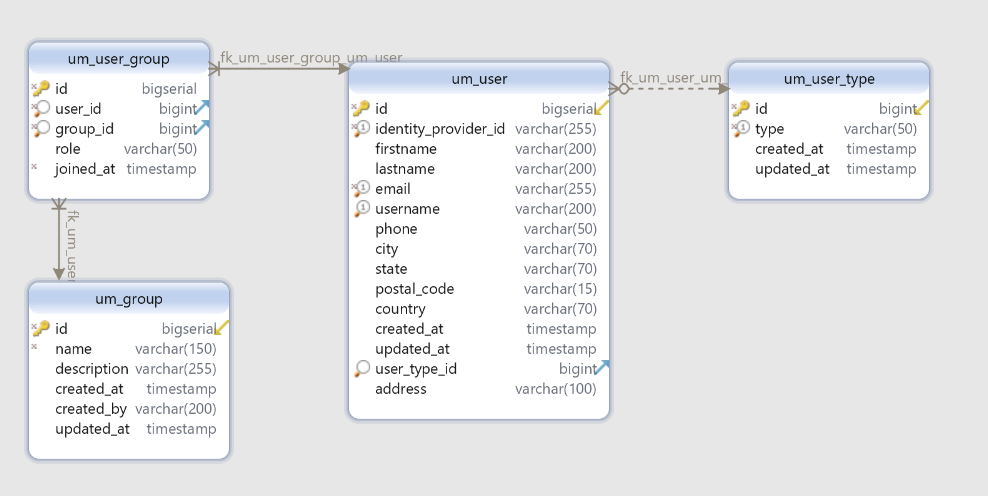 um_user_group
id bigserial
user_id bigint
group_id bigint
role varchar(50)
joined_at timestamp
fk_um_user_group_um_user
um_user
id bigserial
identity_provider_id varchar(255)
firstname varchar(200)
lastname varchar(200)
email varchar(255)
username varchar(200)
phone varchar(50)
city varchar(70)
state varchar(70)
postal_code varchar(15)
country varchar(70)
created_at timestamp
updated_at timestamp
user_type_id bigint
address varchar(100)
fk_um_user_um
um_user_type
id bigint
type varchar(50)
created_at timestamp
updated_at timestamp
fk_um_user
um_group
id bigserial
name varchar(150)
description varchar(255)
created_at timestamp
created_by varchar(200)
updated_at timestamp